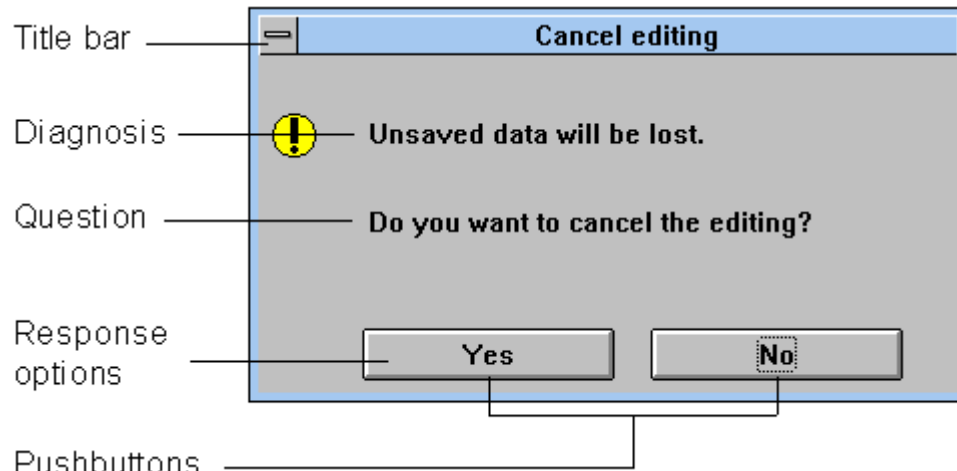 Title bar
Cancel editing
Diagnosis
Unsaved data will be lost.
Question
Do you want to cancel the editing?
Response
options
Yes
No
Pushbuttons